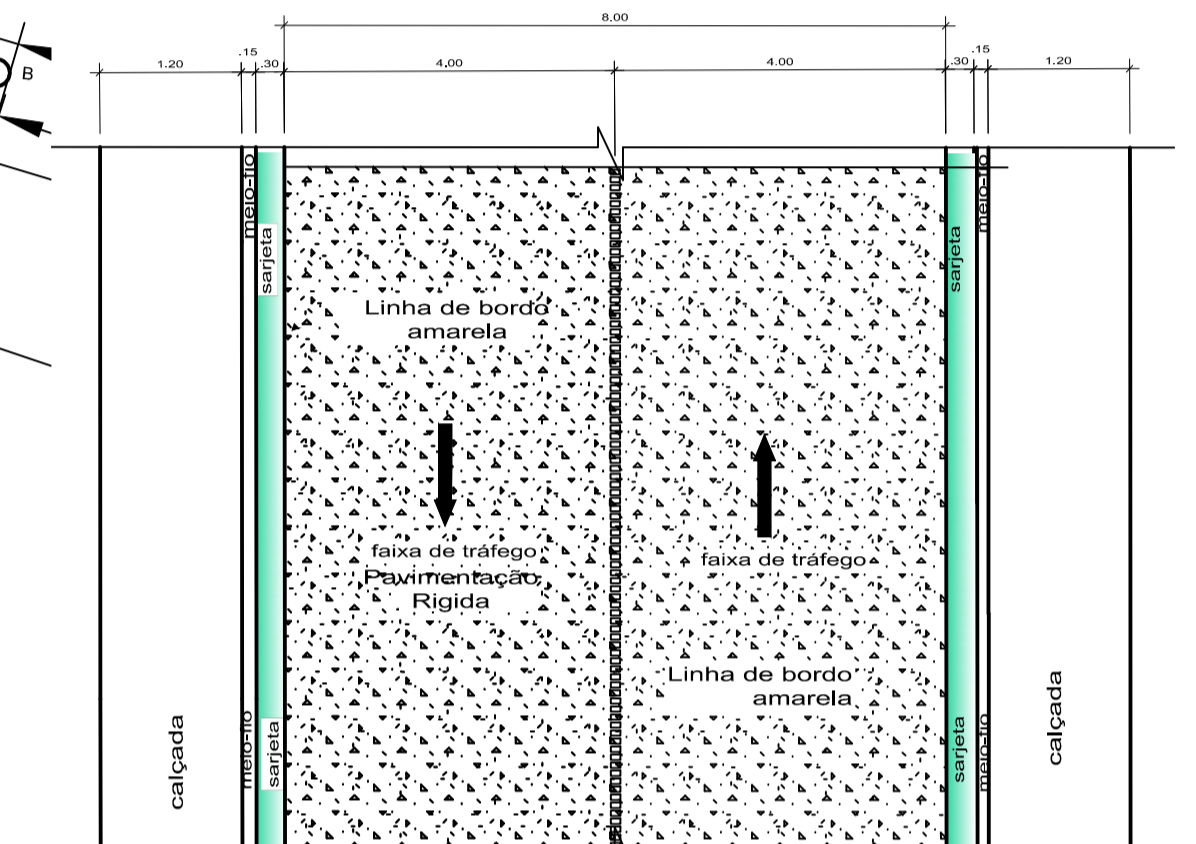 8.00
B
1.20
.15
.30
4.00
4.00
.30
.15
1.20
meio-fio
sarjeta
sarjeta
meio-fio
Linha de bordo
amarela
faixa de tráfego
Pavimentação
Rigida
faixa de tráfego
Linha de bordo
amarela
calçada
meio-fio
sarjeta
sarjeta
meio-fio
calçada